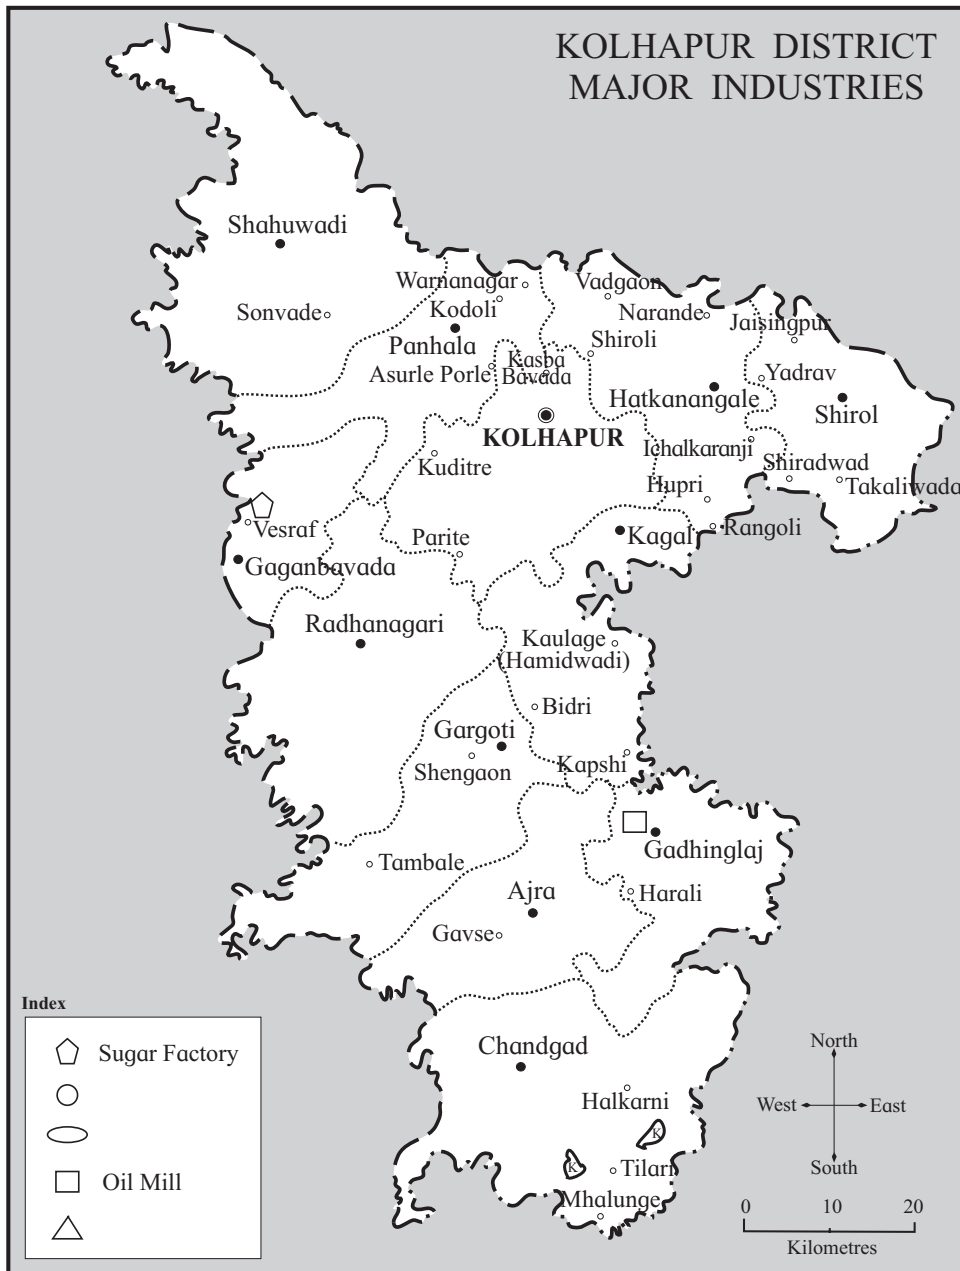 KOLHAPUR DISTRICT
MAJOR INDUSTRIES
Shahuwadi
Sonvade
Warnanagar
Kodoli
Panhala
Asurle Porle
Kasba
Bavada
KOLHAPUR
Vadgaon
Narande
Shiroli
Jaisingpur
Yadrav
Hatkanangale
Shirol
Ichalkaranji
Shiradwad
Takaliwada
Hupri
Rangoli
Kuditre
Vesraf
Gaganbavada
Parite
Kagal
Radhanagari
Kaulage
(Hamidwadi)
Bidri
Gargoti
Shengaon
Kapshi
Gadhinglaj
Tambale
Ajra
Harali
Gavse
Chandgad
Halkarni
K
K
Tilari
Mhalunge
Index
Sugar Factory
Oil Mill
North
West
East
South
0 10 20
Kilometres